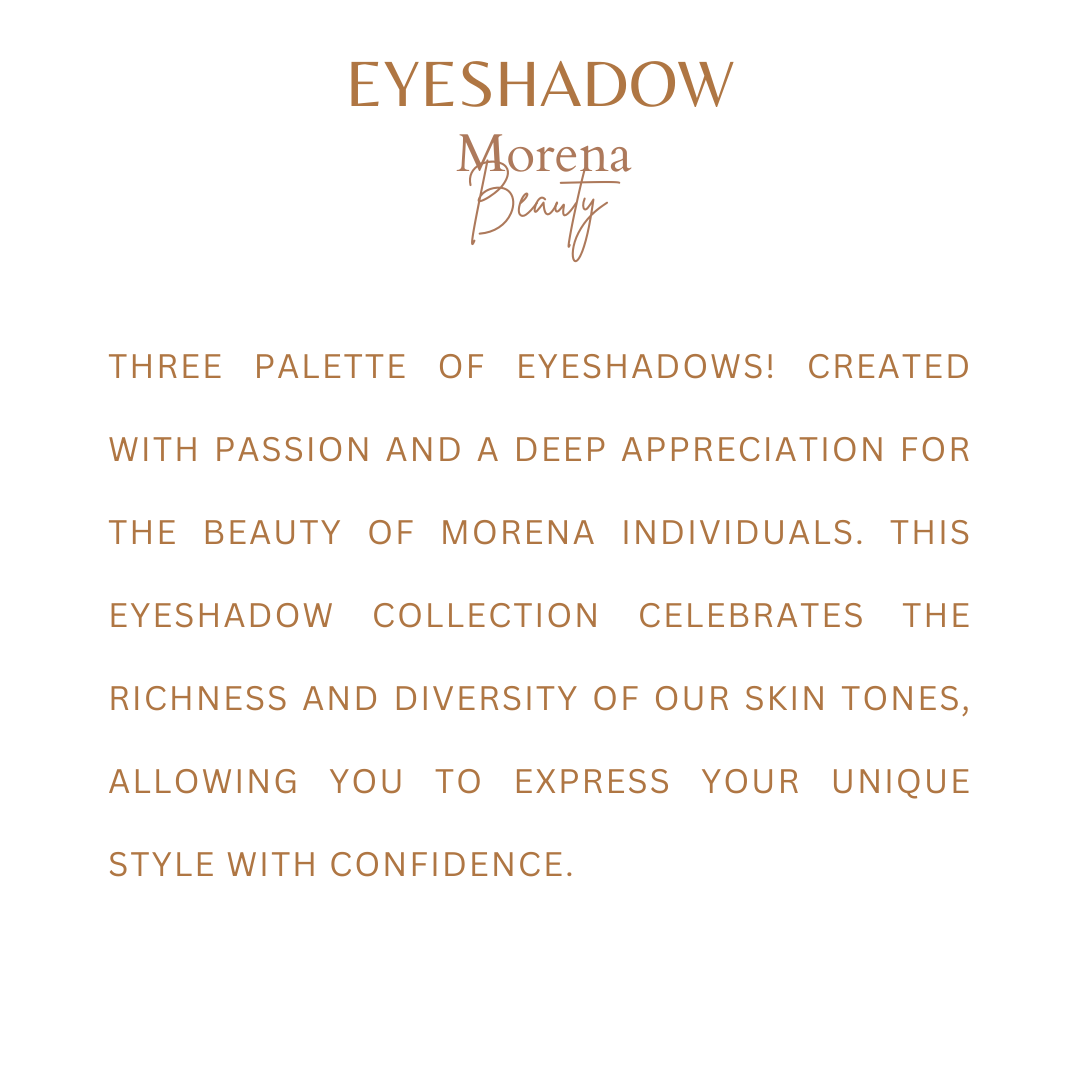 EYESHADOW
Morena
Beauty
THREE PALETTE OF EYESHADOWS! CREATED
WITH PASSION AND A DEEP APPRECIATION FOR
THE BEAUTY OF MORENA INDIVIDUALS. THIS
EYESHADOW COLLECTION CELEBRATES THE
RICHNESS AND DIVERSITY OF OUR SKIN TONES,
ALLOWING YOU TO EXPRESS YOUR UNIQUE
STYLE WITH CONFIDENCE.